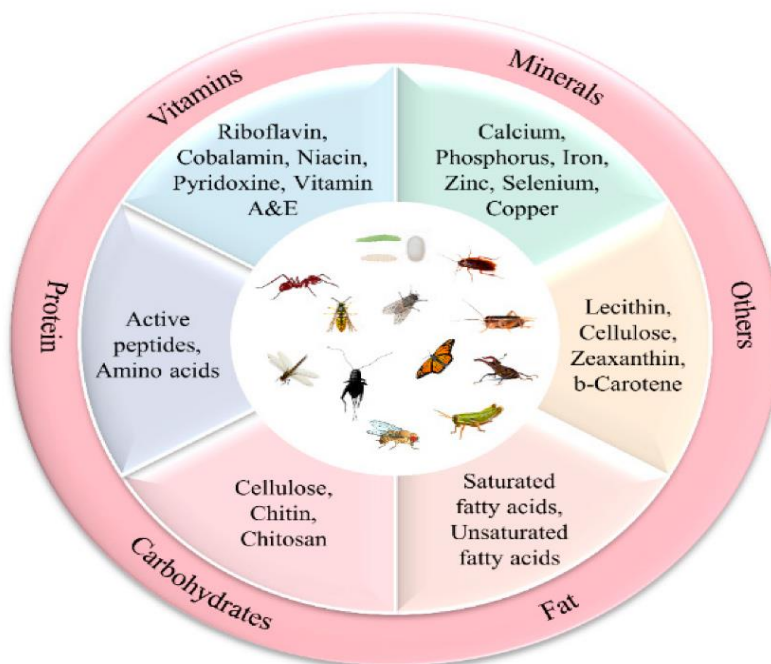 Vitamins
Minerals
Riboflavin,
Cobalamin, Niacin,
Pyridoxine, Vitamin
A&E
Calcium,
Phosphorus, Iron,
Zinc, Selenium,
Copper
Protein
Active
peptides,
Amino acids
Lecithin,
Cellulose,
Zeaxanthin,
b-Carotene
Others
Cellulose,
Chitin,
Chitosan
Saturated
fatty acids,
Unsaturated
fatty acids
Carbohydrates
Fat